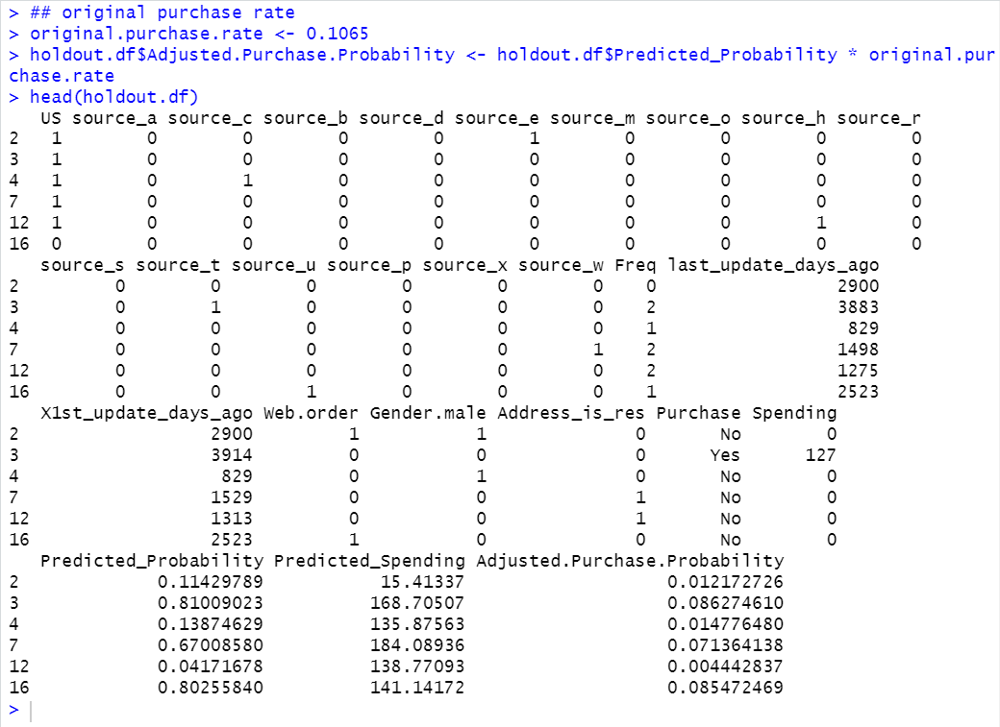 > ## original purchase rate
> original.purchase.rate <- 0.1065
> holdout.df$Adjusted.Purchase.Probability <- holdout.df$Predicted_Probability * original.pur
chase.rate
> head(holdout.df)
   US source_a source_c source_b source_d source_e source_m source_o source_h source_r
2   1        0        0        0        0        1        0        0        0        0
3   1        0        0        0        0        0        0        0        0        0
4   1        0        1        0        0        0        0        0        0        0
7   1        0        0        0        0        0        0        0        0        0
12  1        0        0        0        0        0        0        0        1        0
16  0        0        0        0        0        0        0        0        0        0
   source_s source_t source_u source_p source_x source_w Freq last_update_days_ago
2         0        0        0        0        0        0    0                 2900
3         0        1        0        0        0        0    2                 3883
4         0        0        0        0        0        0    1                  829
7         0        0        0        0        0        1    2                 1498
12        0        0        0        0        0        0    2                 1275
16        0        0        1        0        0        0    1                 2523
   X1st_update_days_ago Web.order Gender.male Address_is_res Purchase Spending
2                  2900         1           1              0       No        0
3                  3914         0           0              0      Yes      127
4                   829         0           1              0       No        0
7                  1529         0           0              1       No        0
12                 1313         0           0              1       No        0
16                 2523         1           0              0       No        0
   Predicted_Probability Predicted_Spending Adjusted.Purchase.Probability
2             0.11429789           15.41337                   0.012172726
3             0.81009023          168.70507                   0.086274610
4             0.13874629          135.87563                   0.014776480
7             0.67008580          184.08936                   0.071364138
12            0.04171678          138.77093                   0.004442837
16            0.80255840          141.14172                   0.085472469
>